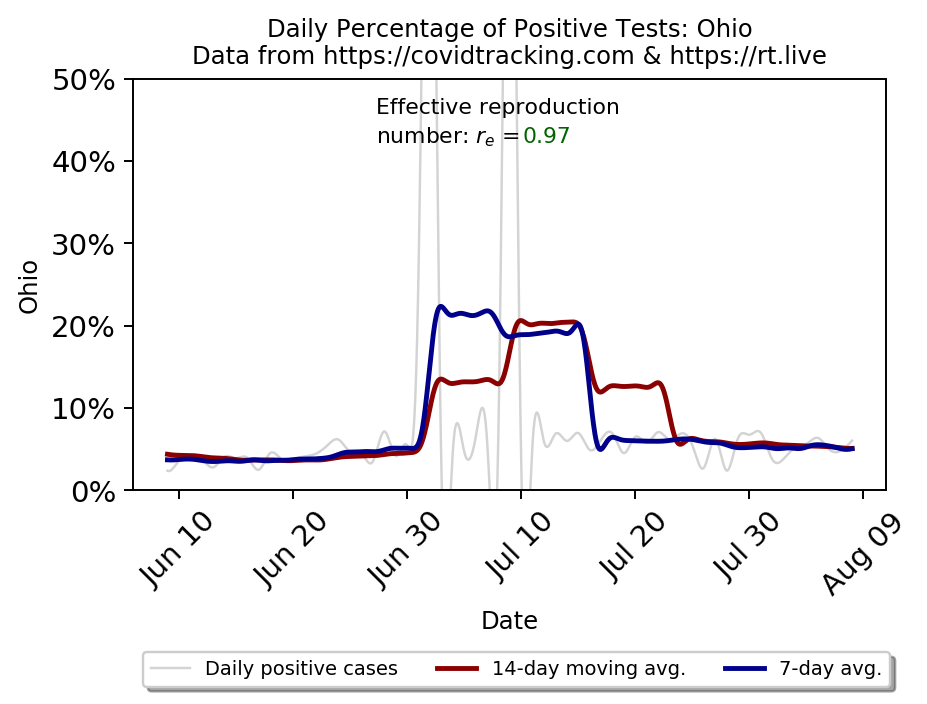 Daily Percentage of Positive Tests: Ohio
Data from https://covidtracking.com & https://rt.live
Effective reproduction
number: rₑ =0.97
50%
40%
30%
20%
10%
0%
Ohio
Jun 10
Jun 20
Jun 30
Jul 10
Jul 20
Jul 30
Aug 09
Date
Daily positive cases
14-day moving avg.
7-day avg.